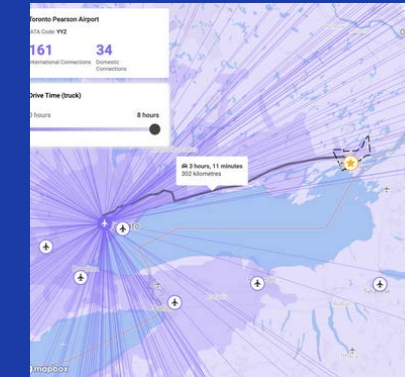 Toronto Pearson Airport
IATA Code: YYZ
161
34
International Connections
Domestic
Connections
Drive Time (truck)
0 hours
8 hours
3 hours, 11 minutes
302 kilometres
mapbox